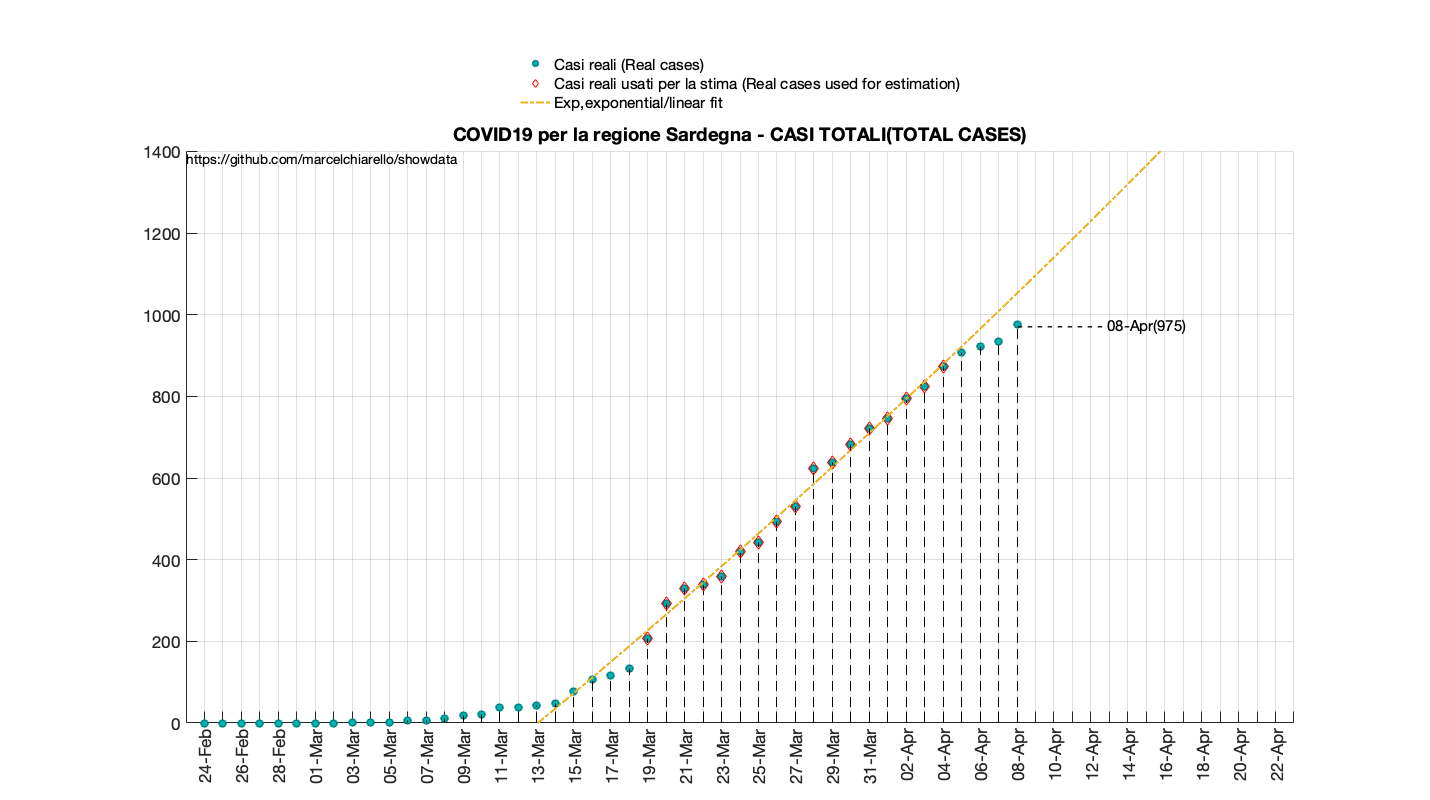 Casi reali (Real cases)
Casi reali usati per la stima (Real cases used for estimation)
Exp,exponential/linear fit
COVID19 per la regione Sardegna - CASI TOTALI(TOTAL CASES)
https://github.com/marcelchiarello/showdata
1400
1200
1000
800
600
400
200
0
08-Apr(975)
24-Feb
26-Feb
28-Feb
01-Mar
03-Mar
05-Mar
07-Mar
09-Mar
11-Mar
13-Mar
15-Mar
17-Mar
19-Mar
21-Mar
23-Mar
25-Mar
27-Mar
29-Mar
31-Mar
02-Apr
04-Apr
06-Apr
08-Apr
10-Apr
12-Apr
14-Apr
16-Apr
18-Apr
20-Apr
22-Apr